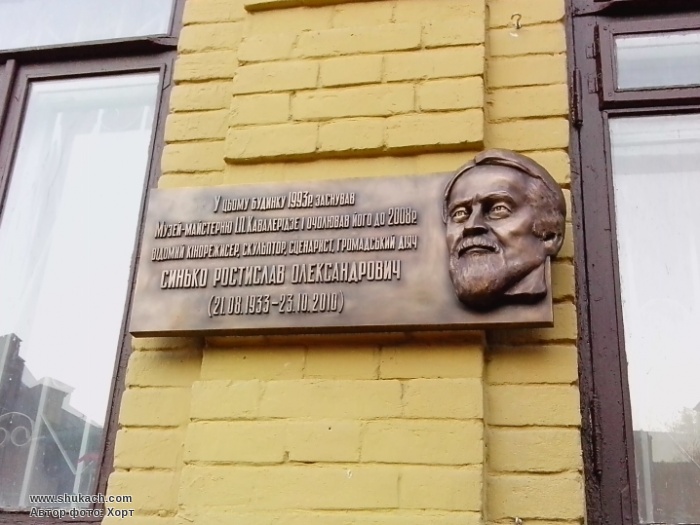 У цьому будинку 1993р. заснував
Музей-майстерню І.П. Кавалерідзе і очолював його до 2008р.
відомий кінорежисер, скульптор, сценарист, громадський діяч
СИНЬКО РОСТИСЛАВ ОЛЕКСАНДРОВИЧ
(21.08.1933-23.10.2010)
www.shukach.com
Автор фото: Хорт